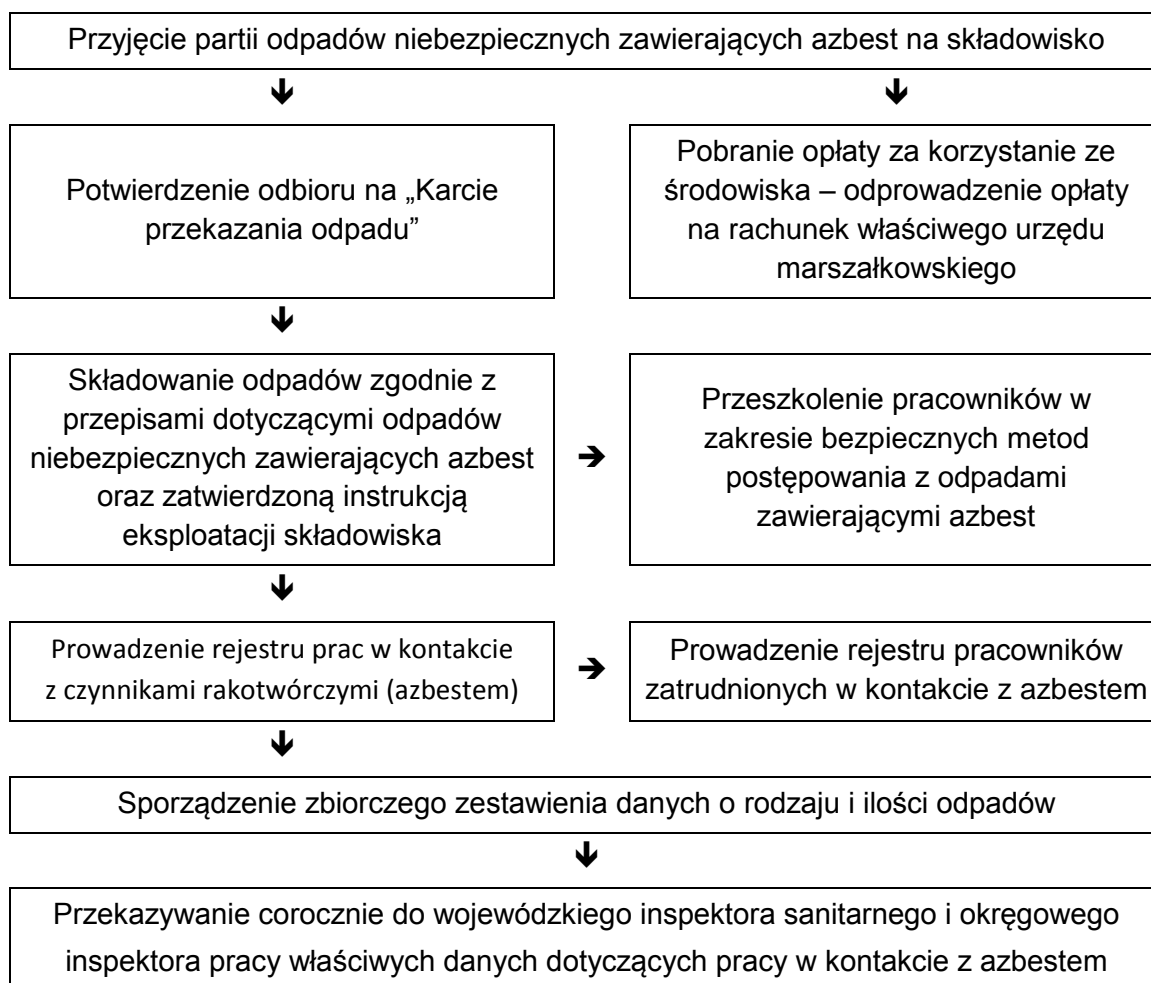 Przyjęcie partii odpadów niebezpiecznych zawierających azbest na składowisko
Potwierdzenie odbioru na „Karcie
przekazania odpadu”
Pobranie opłaty za korzystanie ze
środowiska – odprowadzenie opłaty
na rachunek właściwego urzędu
marszałkowskiego
Składowanie odpadów zgodnie z
przepisami dotyczącymi odpadów
niebezpiecznych zawierających azbest
oraz zatwierdzoną instrukcją
eksploatacji składowiska
Przeszkolenie pracowników w
zakresie bezpiecznych metod
postępowania z odpadami
zawierającymi azbest
Prowadzenie rejestru prac w kontakcie
z czynnikami rakotwórczymi (azbestem)
Prowadzenie rejestru pracowników
zatrudnionych w kontakcie z azbestem
Sporządzenie zbiorczego zestawienia danych o rodzaju i ilości odpadów
Przekazywanie corocznie do wojewódzkiego inspektora sanitarnego i okręgowego
inspektora pracy właściwych danych dotyczących pracy w kontakcie z azbestem